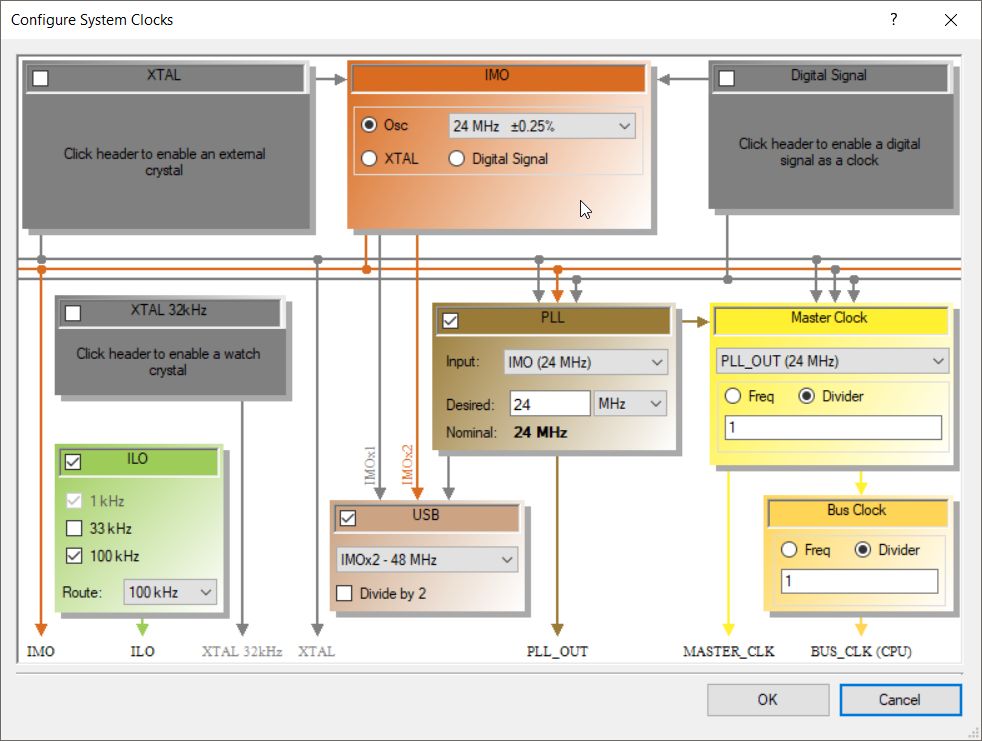 Configure System Clocks
?
XTAL
Click header to enable an external
crystal
IMO
Osc
24 MHz ±0.25%
XTAL
Digital Signal
Digital Signal
Click header to enable a digital
signal as a clock
XTAL 32kHz
Click header to enable a watch
crystal
PLL
Input:
IMO (24 MHz)
Desired:
24
MHz
Nominal:
24 MHz
Master Clock
PLL_OUT (24 MHz)
Freq
Divider
1
ILO
1 kHz
33 kHz
100 kHz
Route:
100 kHz
IMOx1
IMOx2
USB
IMOx2 - 48 MHz
Divide by 2
Bus Clock
Freq
Divider
1
IMO
ILO
XTAL 32kHz
XTAL
PLL_OUT
MASTER_CLK
BUS_CLK (CPU)
OK
Cancel